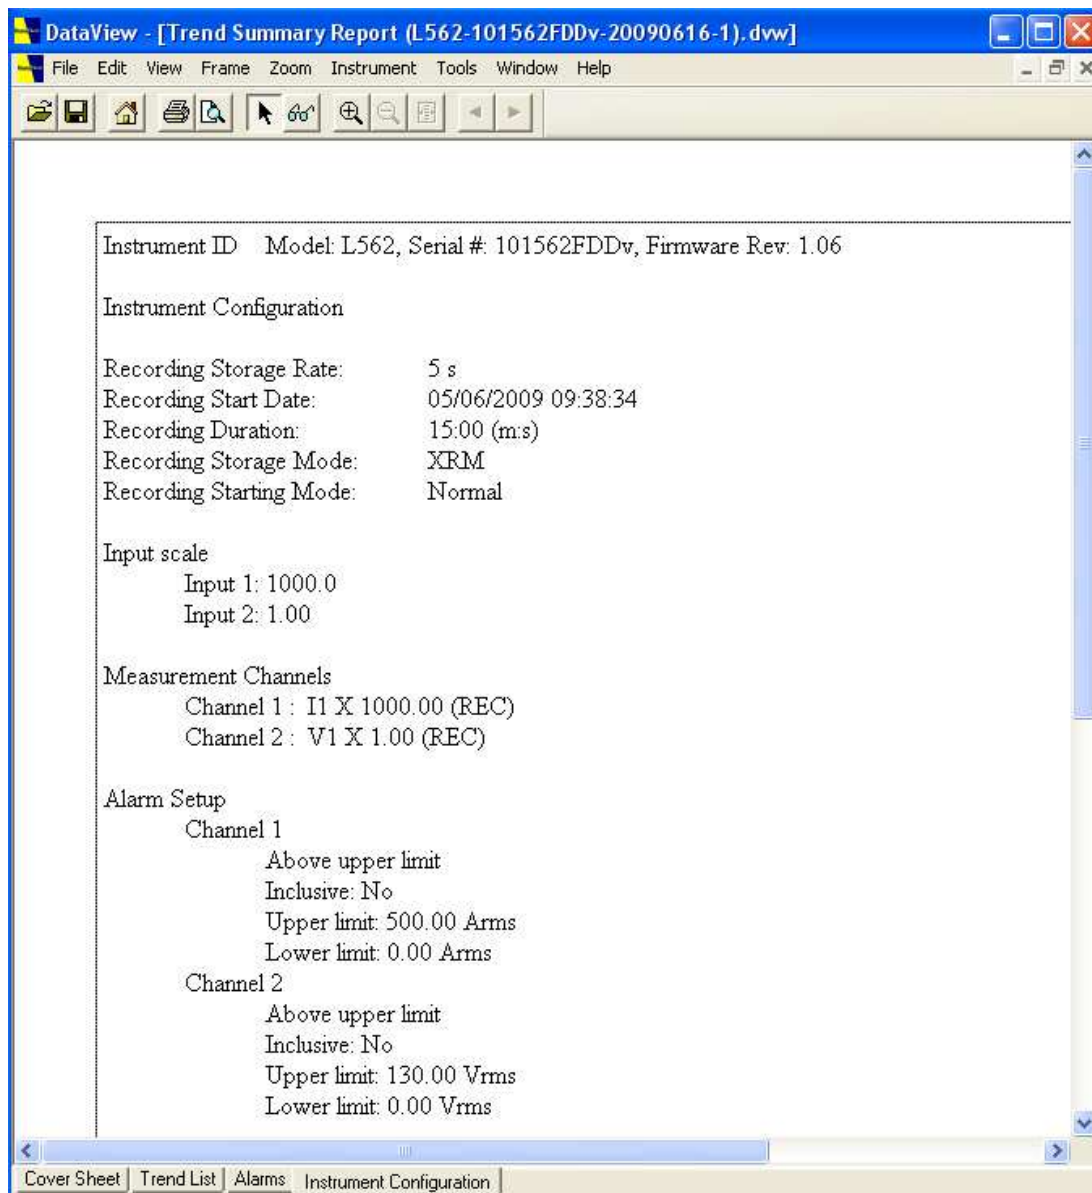 DataView - [Trend Summary Report (L562-101562FDDv-20090616-1).dvw]
File Edit View Frame Zoom Instrument Tools Window Help
Instrument ID Model: L562, Serial #: 101562FDDv, Firmware Rev: 1.06
Instrument Configuration
Recording Storage Rate: 5 s
Recording Start Date: 05/06/2009 09:38:34
Recording Duration: 15:00 (m:s)
Recording Storage Mode: XRM
Recording Starting Mode: Normal
Input scale
Input 1: 1000.0
Input 2: 1.00
Measurement Channels
Channel 1 : I1 X 1000.00 (REC)
Channel 2 : V1 X 1.00 (REC)
Alarm Setup
Channel 1
Above upper limit
Inclusive: No
Upper limit: 500.00 Arms
Lower limit: 0.00 Arms
Channel 2
Above upper limit
Inclusive: No
Upper limit: 130.00 Vrms
Lower limit: 0.00 Vrms
Cover Sheet Trend List Alarms Instrument Configuration